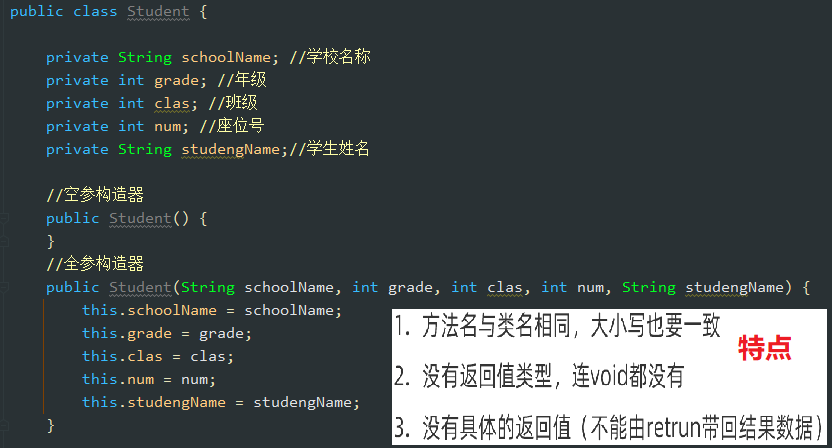 public class Student {
private String schoolName; //学校名称
private int grade; //年级
private int clas; //班级
private int num; //座位号
private String studengName;//学生姓名
//空参构造器
public Student() {
}
//全参构造器
public Student(String schoolName, int grade, int clas, int num, String studengName) {
this.schoolName = schoolName;
this.grade = grade;
this.clas = clas;
this.num = num;
this.studengName = studengName;
}
1. 方法名与类名相同，大小写也要一致
特点
2. 没有返回值类型，连void都没有
3. 没有具体的返回值（不能由retrun带回结果数据）